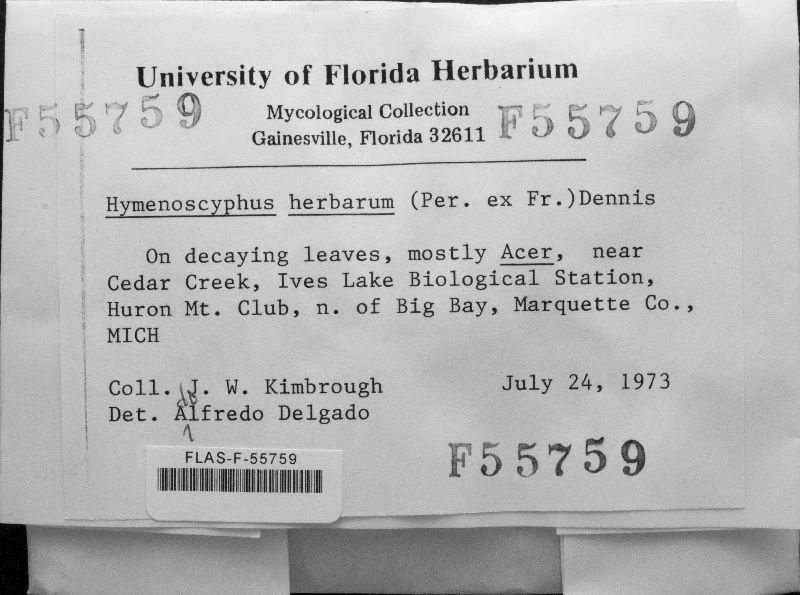 University of Florida Herbarium
F55759
Mycological Collection
F55759
Gainesville, Florida 32611
Hymenoscyphus herbarum (Per. ex Fr.)Dennis
On decaying leaves, mostly Acer, near
Cedar Creek, Ives Lake Biological Station,
Huron Mt. Club, n. of Big Bay, Marquette Co.,
MICH
Coll. J. W. Kimbrough July 24, 1973
Det. Alfredo Delgado
F55759
FLAS-F-55759